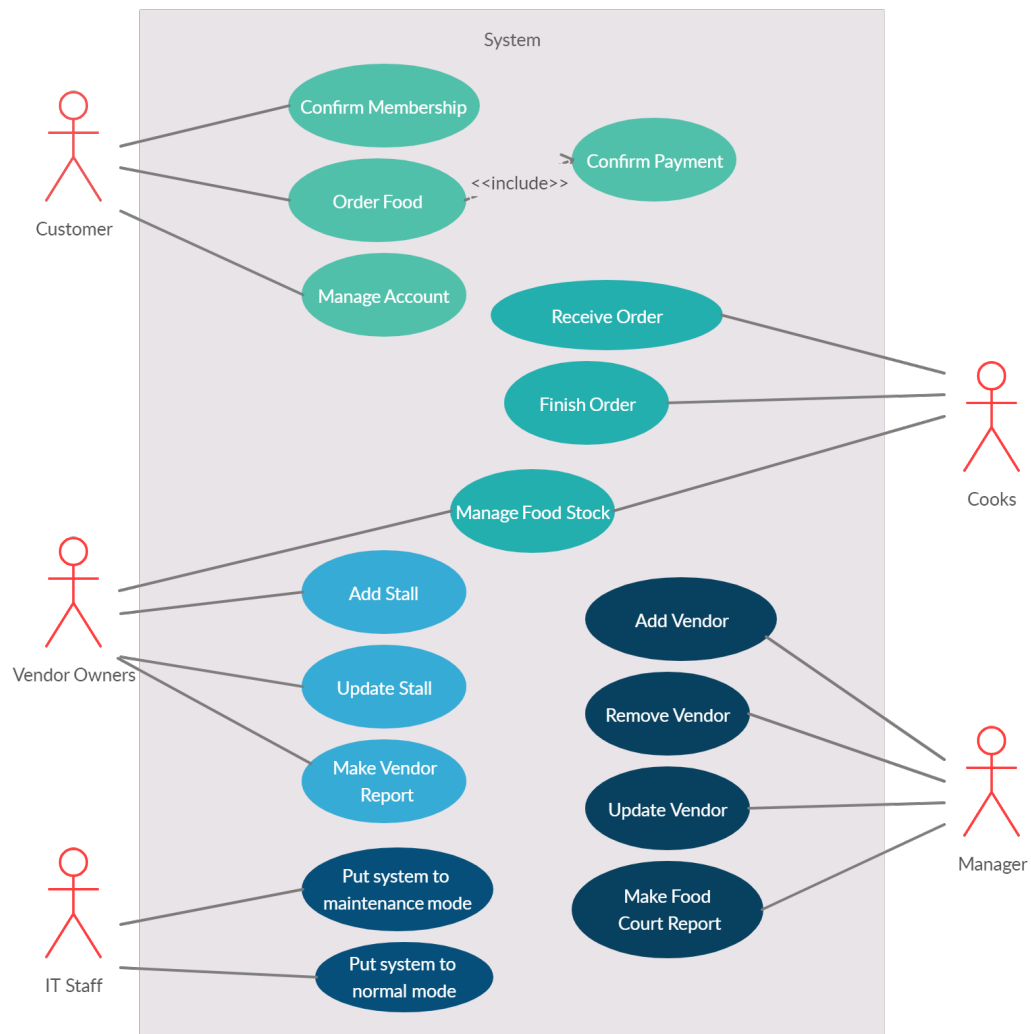 System
Confirm Membership
Confirm Payment
<<include>>
Order Food
Customer
Manage Account
Receive Order
Finish Order
Cooks
Manage Food Stock
Add Stall
Add Vendor
Vendor Owners
Update Stall
Remove Vendor
Make Vendor
Report
Update Vendor
Manager
Put system to
maintenance mode
Make Food
Court Report
IT Staff
Put system to
normal mode